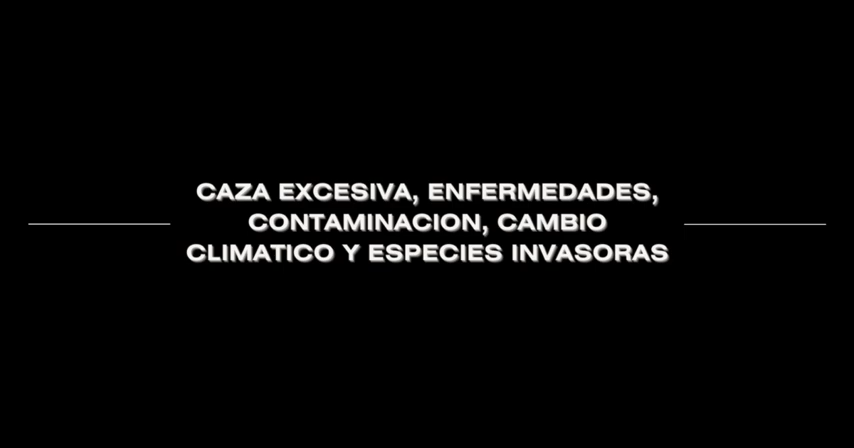 CAZA EXCESIVA, ENFERMEDADES,
CONTAMINACION, CAMBIO
CLIMATICO Y ESPECIES INVASORAS